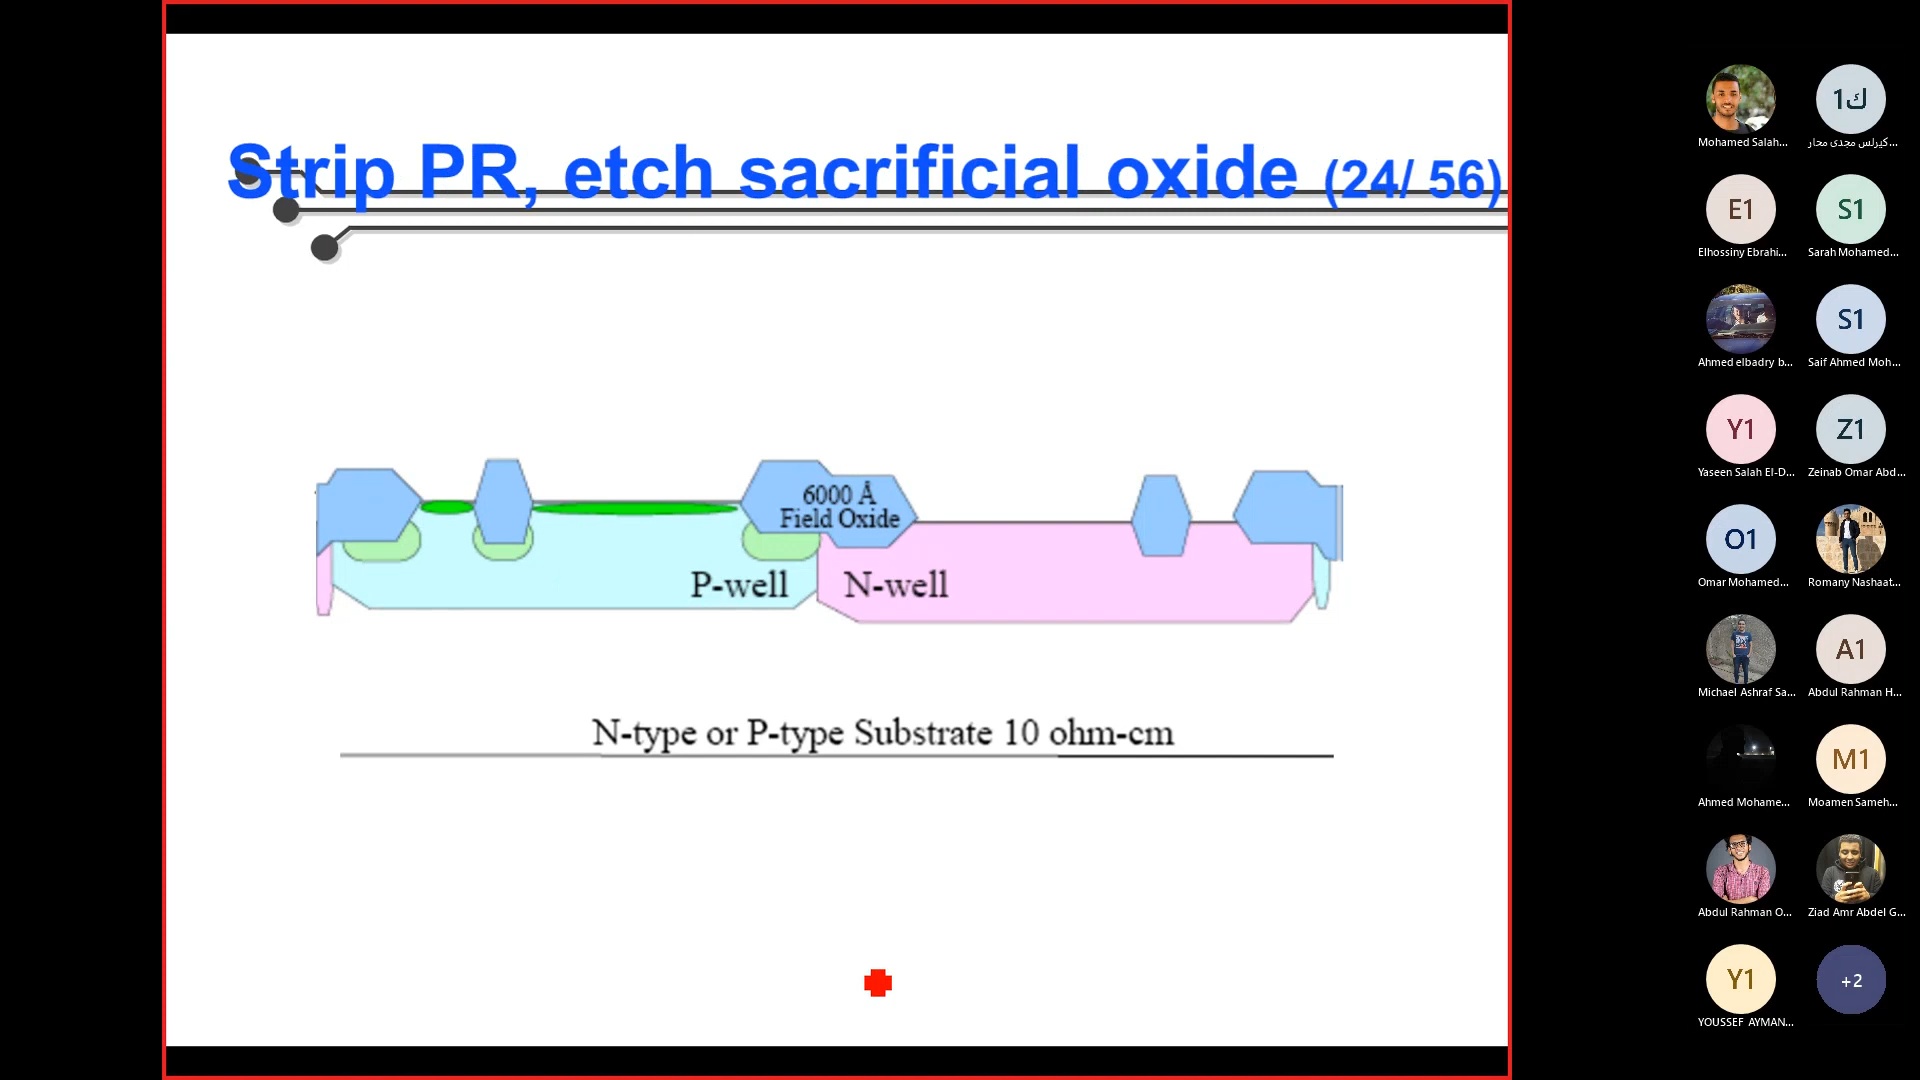 Strip PR, etch sacrificial oxide (24/ 56)
6000 Å
Field Oxide
P-well
N-well
N-type or P-type Substrate 10 ohm-cm
Mohamed Salah...
1ك
كيرلس مجدى محار...
E1
Elhossiny Ebrahi...
S1
Sarah Mohamed...
Ahmed elbadry b...
S1
Saif Ahmed Moh...
Y1
Yaseen Salah El-D...
Z1
Zeinab Omar Abd...
O1
Omar Mohamed...
Romany Nashaat...
Michael Ashraf Sa...
A1
Abdul Rahman H...
Ahmed Mohame...
M1
Moamen Sameh...
Abdul Rahman O...
Ziad Amr Abdel G...
Y1
YOUSSEF AYMAN...
+2